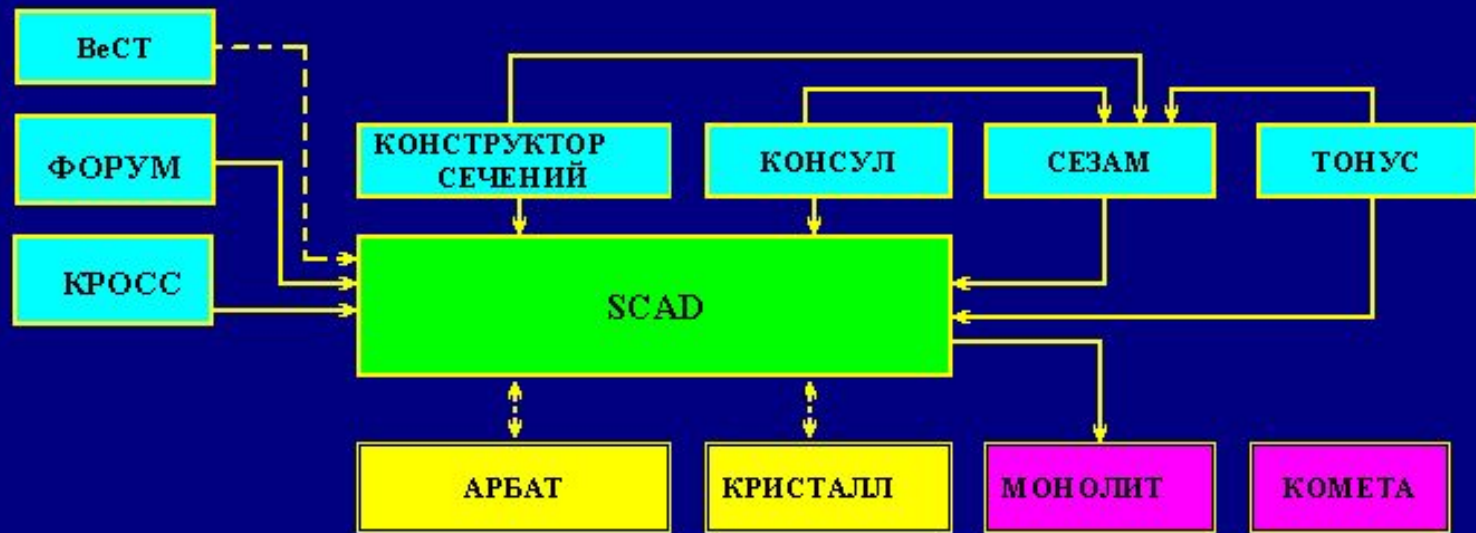 ВеСТ
ФОРУМ
КРОСС
КОНСТРУКТОР
СЕЧЕНИЙ
КОНСУЛ
СЕЗАМ
ТОНУС
SCAD
АРБАТ
КРИСТАЛЛ
МОНОЛИТ
КОМЕТА